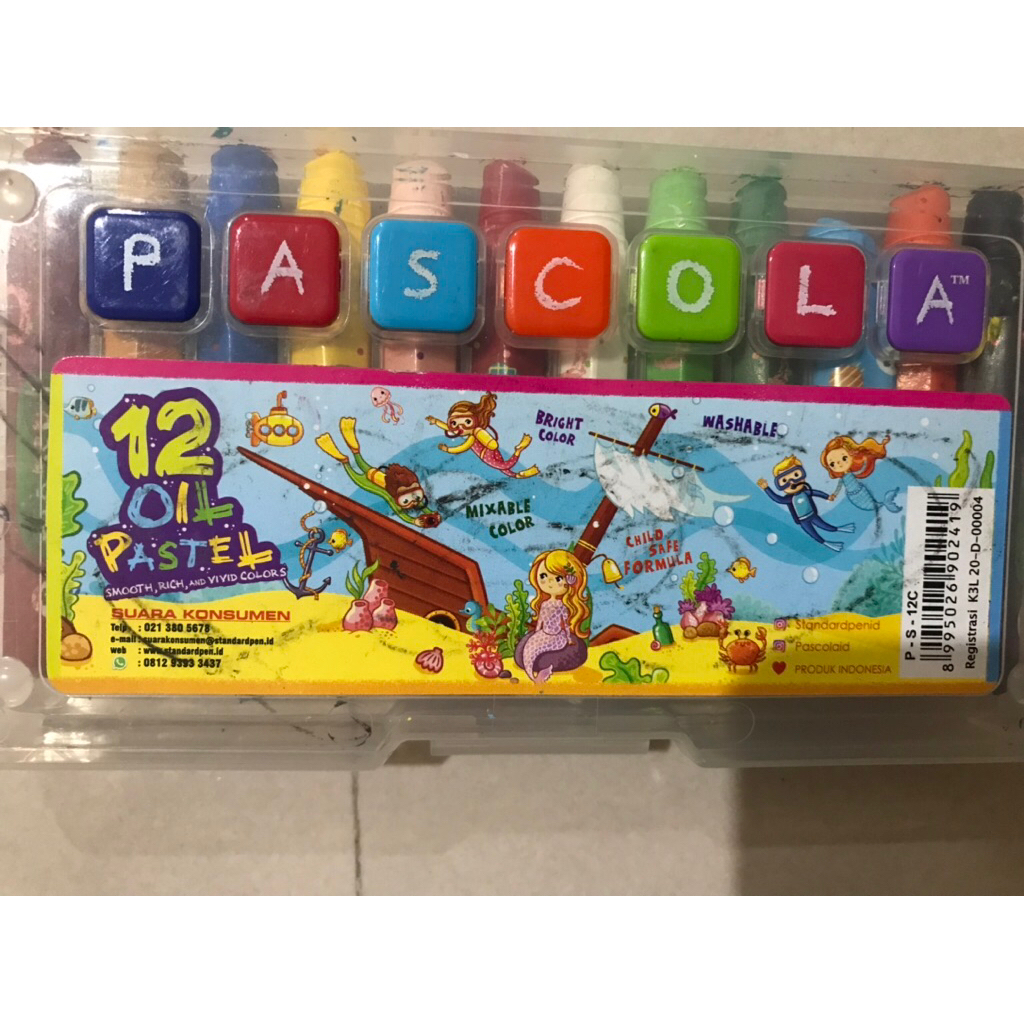 PASCOLA™
12
OIL
PASTEL
SMOOTH, RICH, AND VIVID COLORS
BRIGHT
COLOR
WASHABLE
MIXABLE
COLOR
CHILD
SAFE
FORMULA
SUARA KONSUMEN
Telp. : 021 380 5678
e-mail : suarakonsumen@standardpen.id
web : www.standardpen.id
: 0812 9393 3437
Standardpenid
Pascolaid
PRODUK INDONESIA
P - S - 12C
8995026902419
Registrasi K3L 20-D-00004